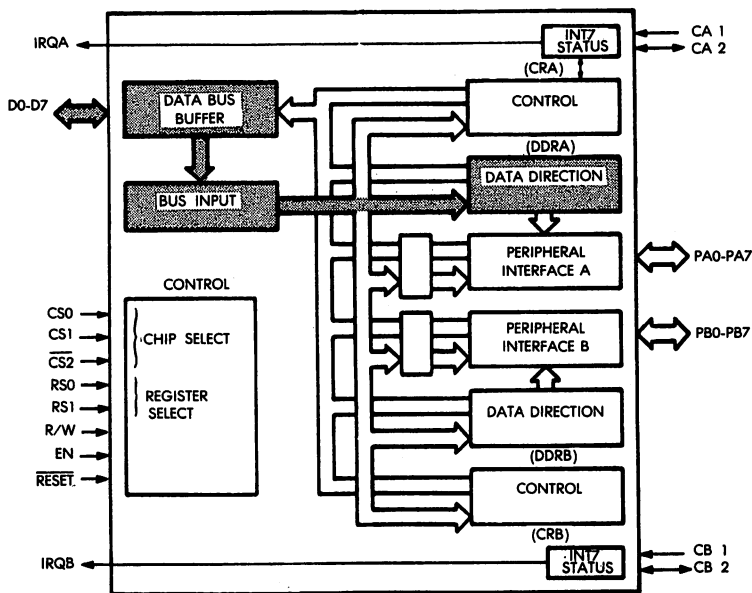 IRQA
INT7
STATUS
CA 1
CA 2
(CRA)
D0-D7
DATA BUS
BUFFER
CONTROL
(DDRA)
BUS INPUT
DATA DIRECTION
PERIPHERAL
INTERFACE A
PA0-PA7
CONTROL
CS0
CS1
CS2
RS0
RS1
R/W
EN
RESET
CHIP SELECT
REGISTER
SELECT
PERIPHERAL
INTERFACE B
PB0-PB7
DATA DIRECTION
(DDRB)
CONTROL
(CRB)
IRQB
INT7
STATUS
CB 1
CB 2